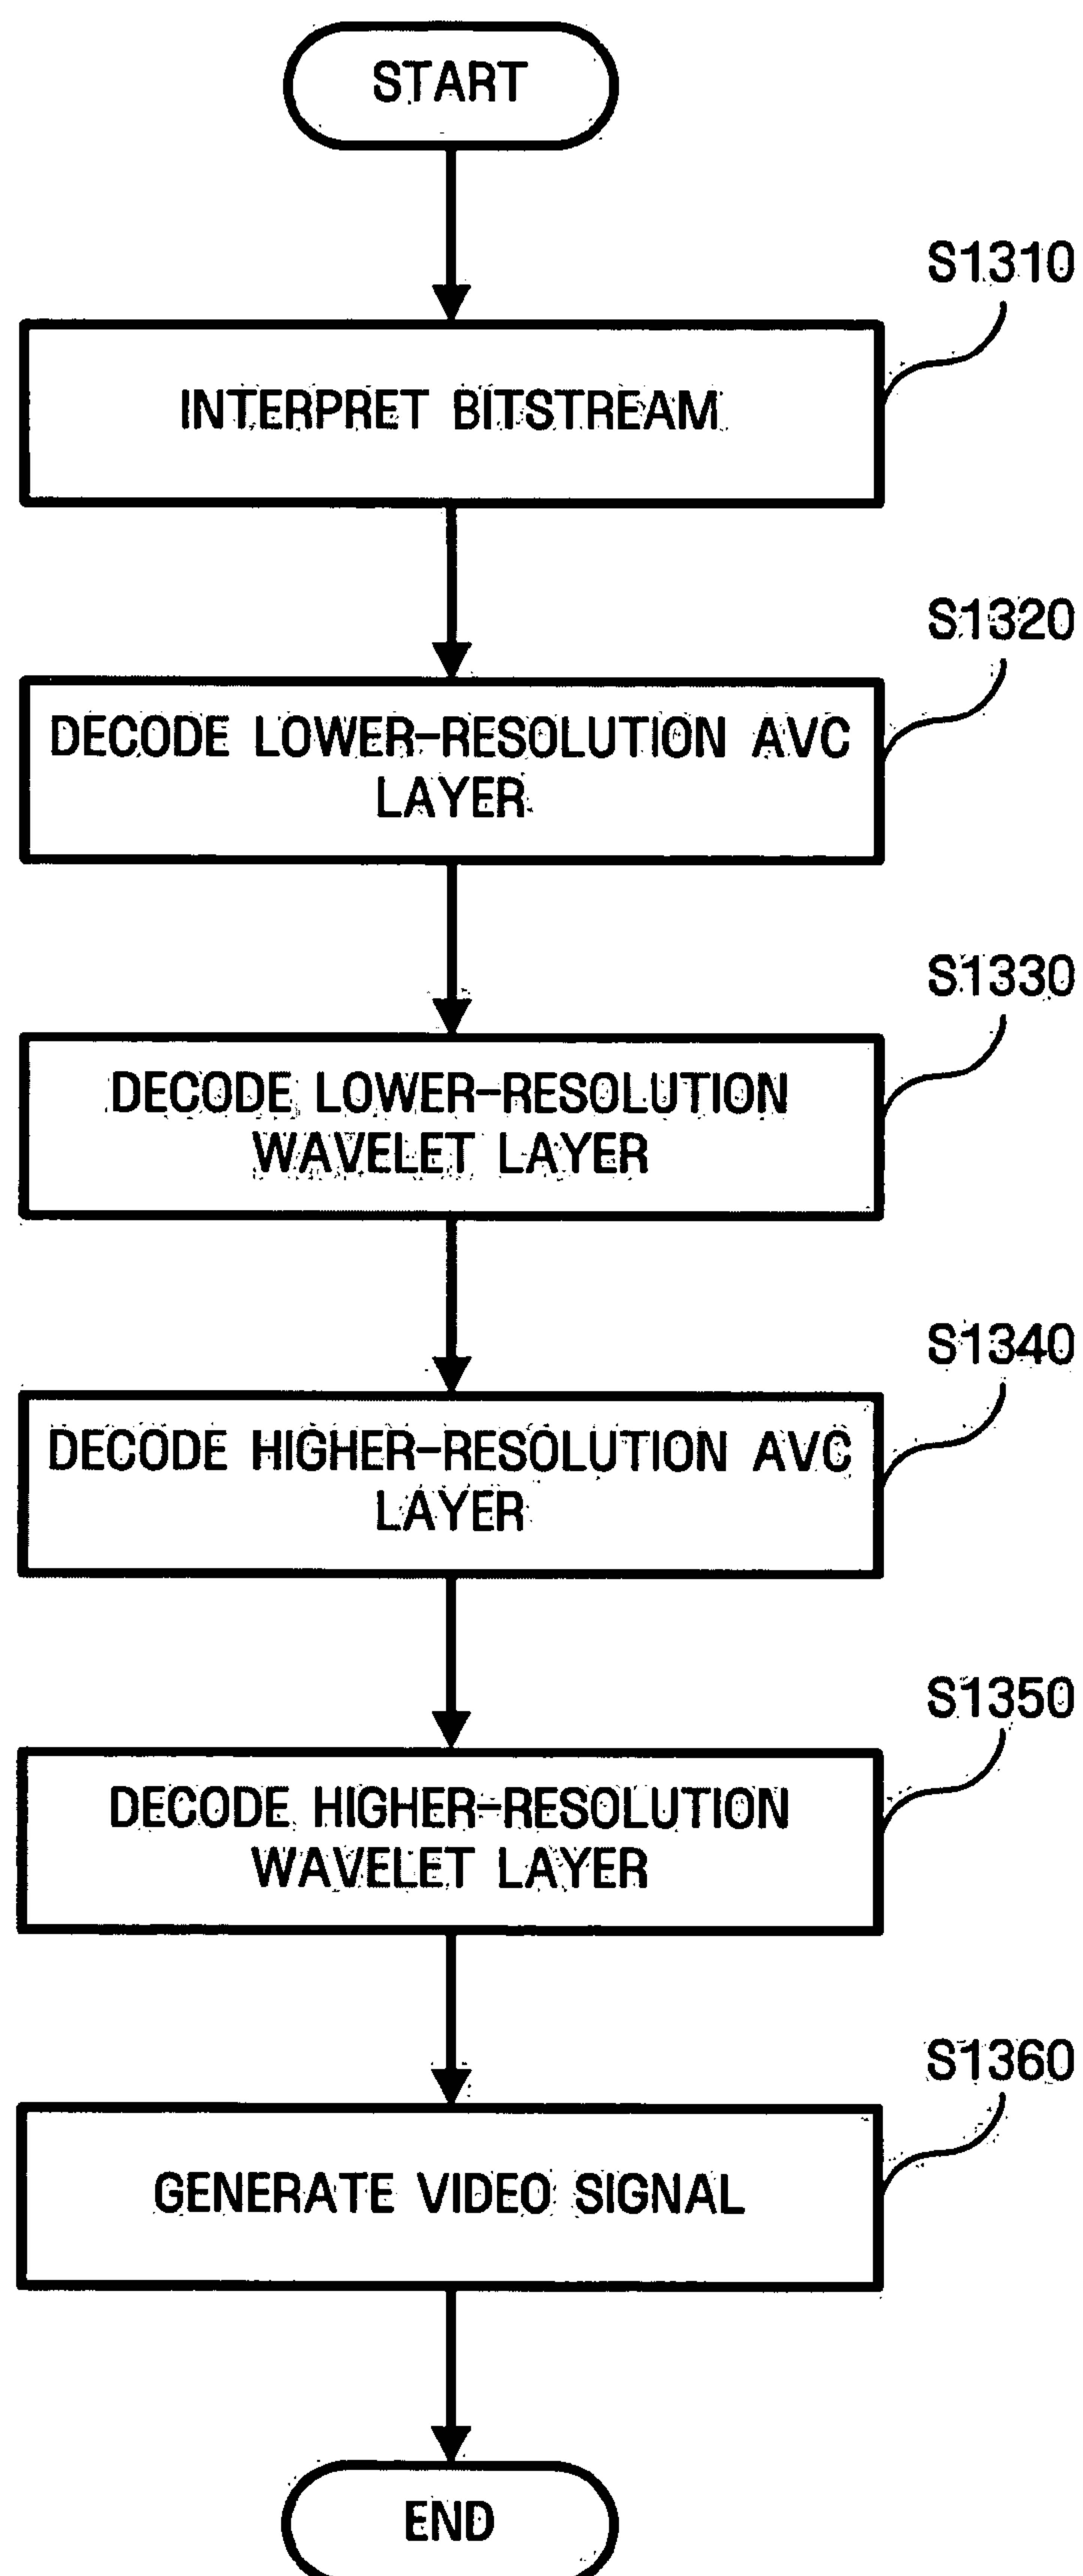 START
S1310
INTERPRET BITSTREAM
S1320
DECODE LOWER-RESOLUTION AVC
LAYER
S1330
DECODE LOWER-RESOLUTION
WAVELET LAYER
S1340
DECODE HIGHER-RESOLUTION AVC
LAYER
S1350
DECODE HIGHER-RESOLUTION
WAVELET LAYER
S1360
GENERATE VIDEO SIGNAL
END